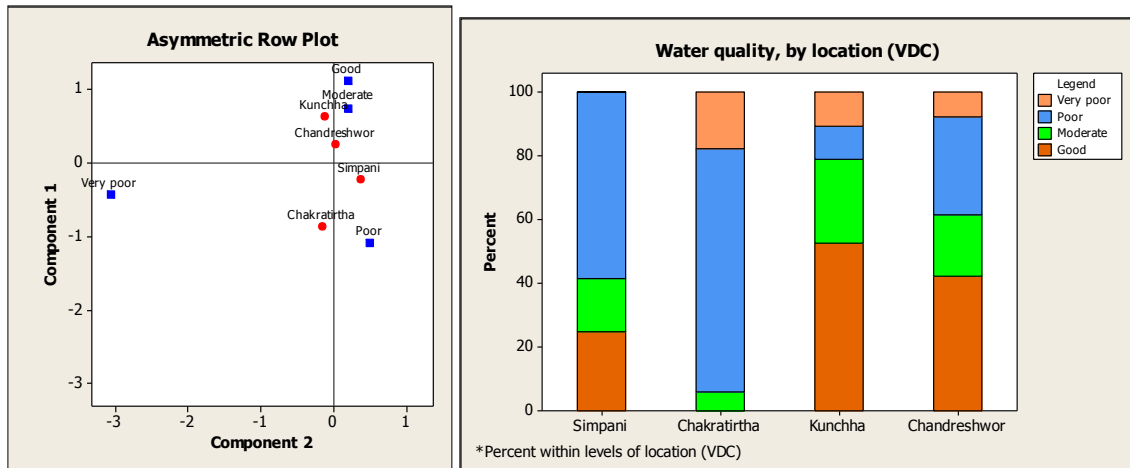 Asymmetric Row Plot
Good
Moderate
Kunchha
Chandreshwor
Simpani
Very poor
Chakratirtha
Poor
1
0
-1
-2
-3
Component 1
-3
-2
-1
0
1
Component 2
Water quality, by location (VDC)
100
80
60
40
20
0
Percent
Simpani
Chakratirtha
Kunchha
Chandreshwor
*Percent within levels of location (VDC)
Legend
Very poor
Poor
Moderate
Good